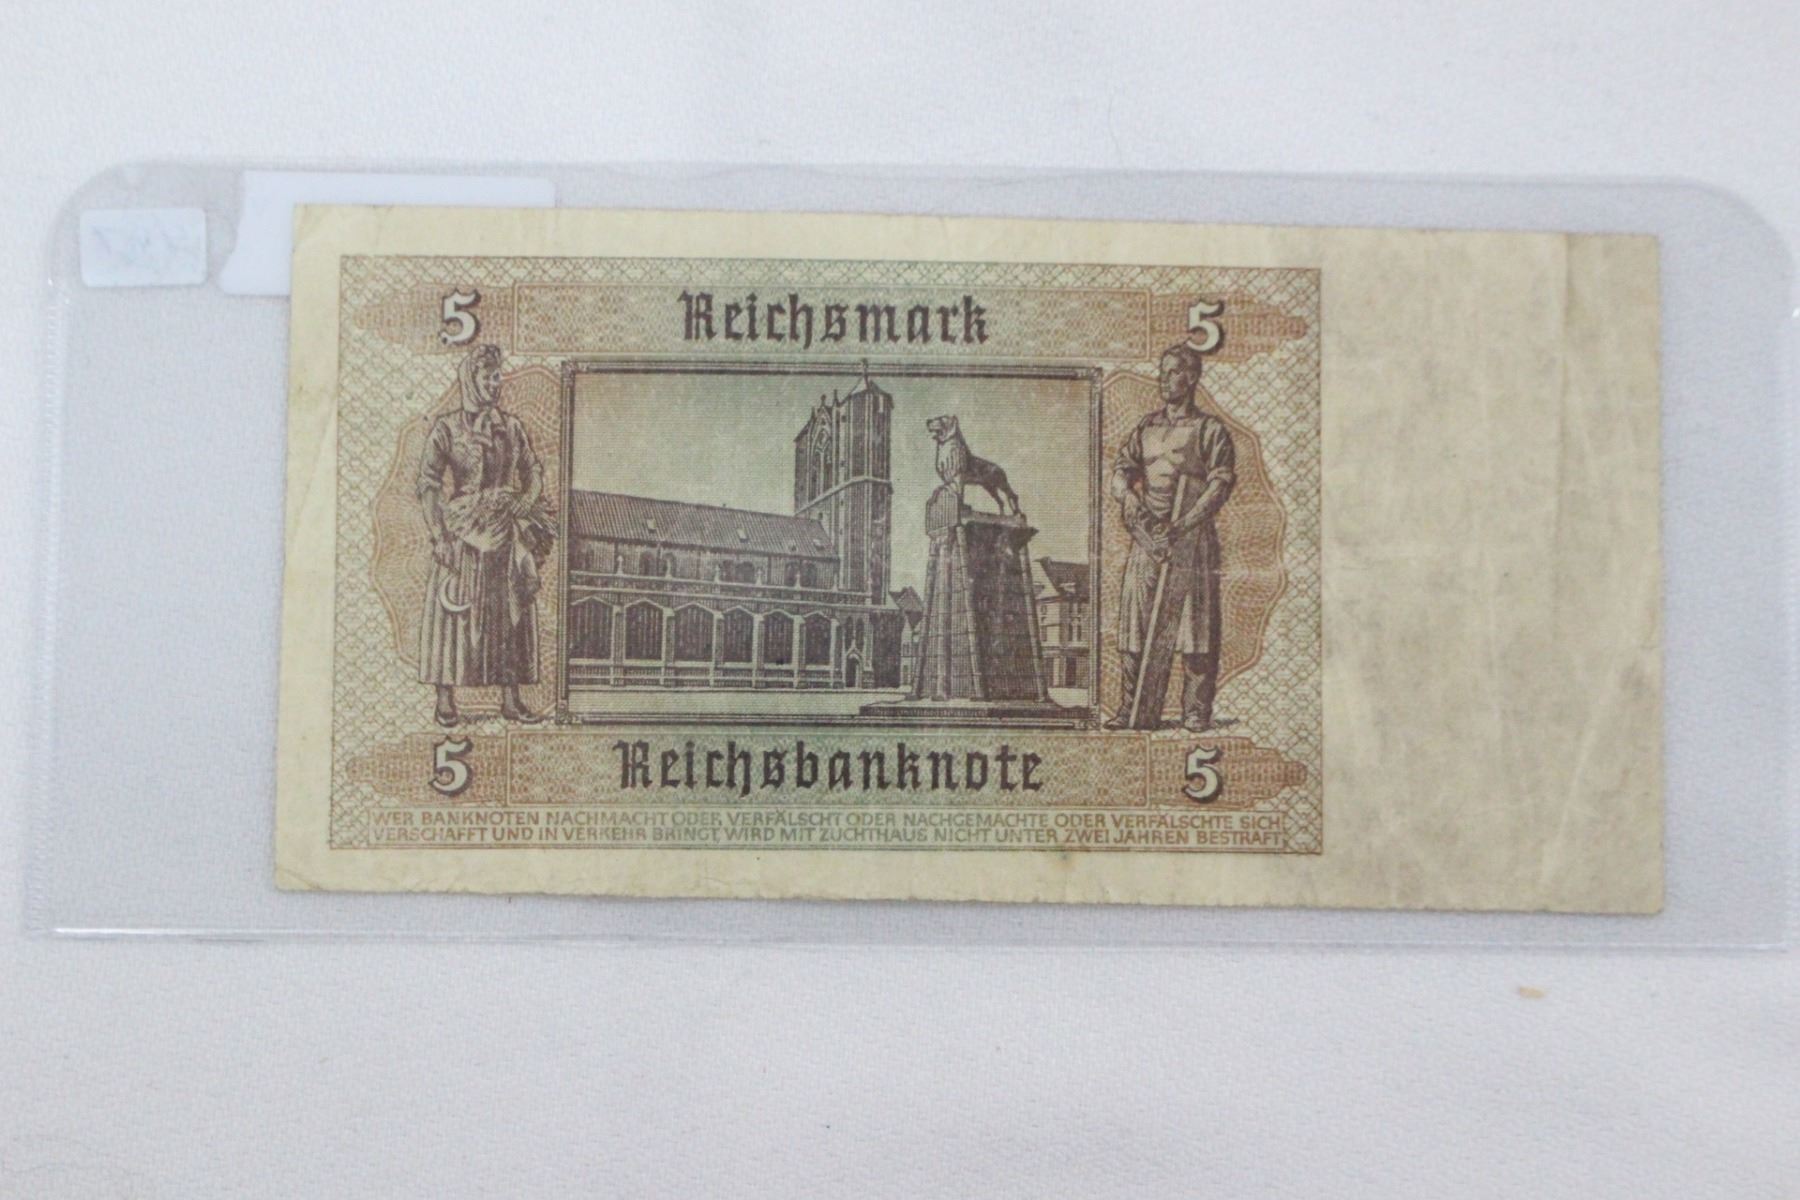 5 Reichsmark 5
5 Reichsbanknote 5
WER BANKNOTEN NACHMACHT ODER VERFÄLSCHT ODER NACHGEMACHTE ODER VERFÄLSCHTE SICH
VERSCHAFFT UND IN VERKEHR BRINGT, WIRD MIT ZUCHTHAUS NICHT UNTER ZWEI JAHREN BESTRAFT